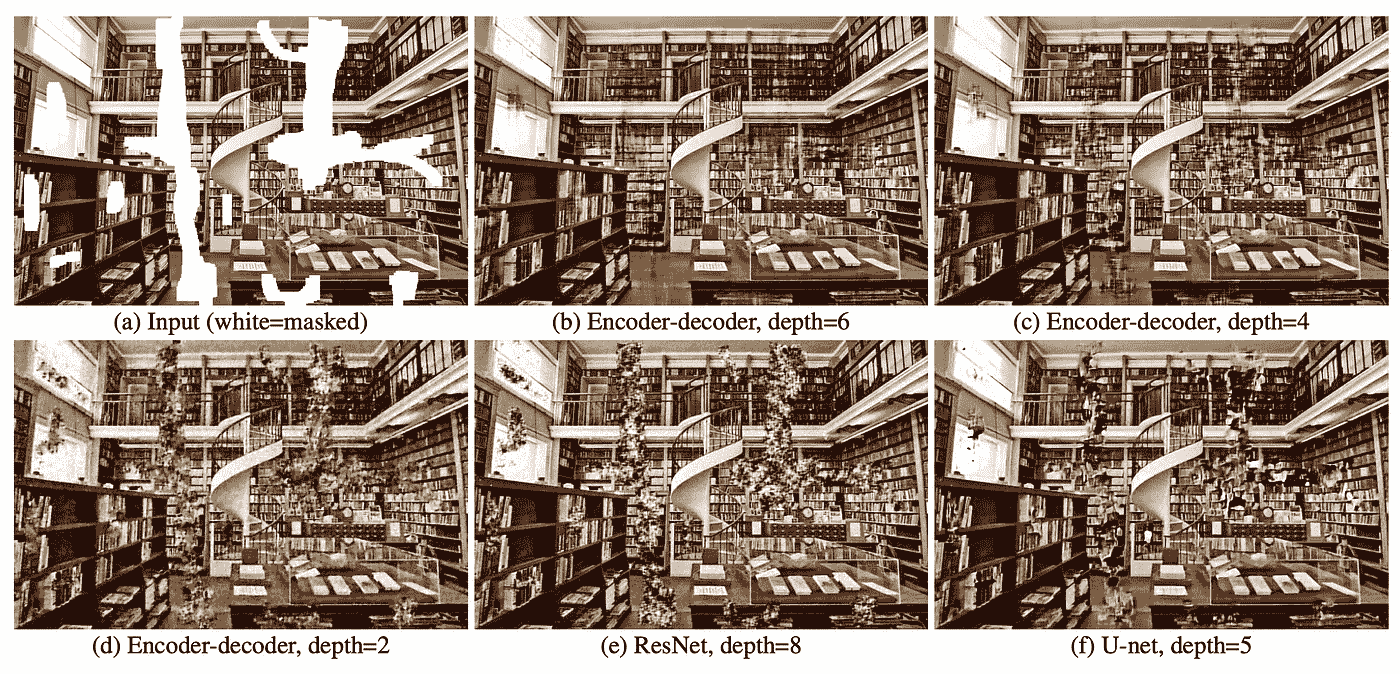 (a) Input (white=masked)
(b) Encoder-decoder, depth=6
(c) Encoder-decoder, depth=4
(d) Encoder-decoder, depth=2
(e) ResNet, depth=8
(f) U-net, depth=5